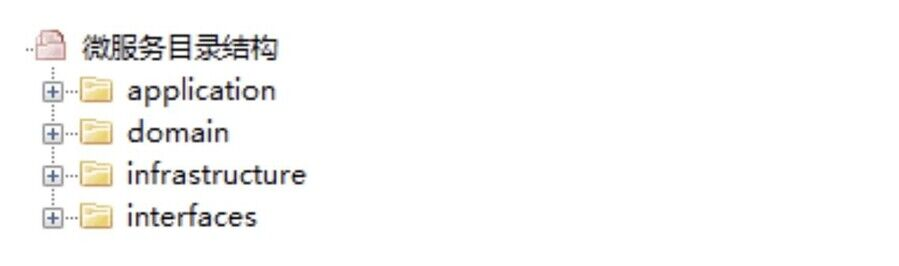 微服务目录结构
application
domain
infrastructure
interfaces